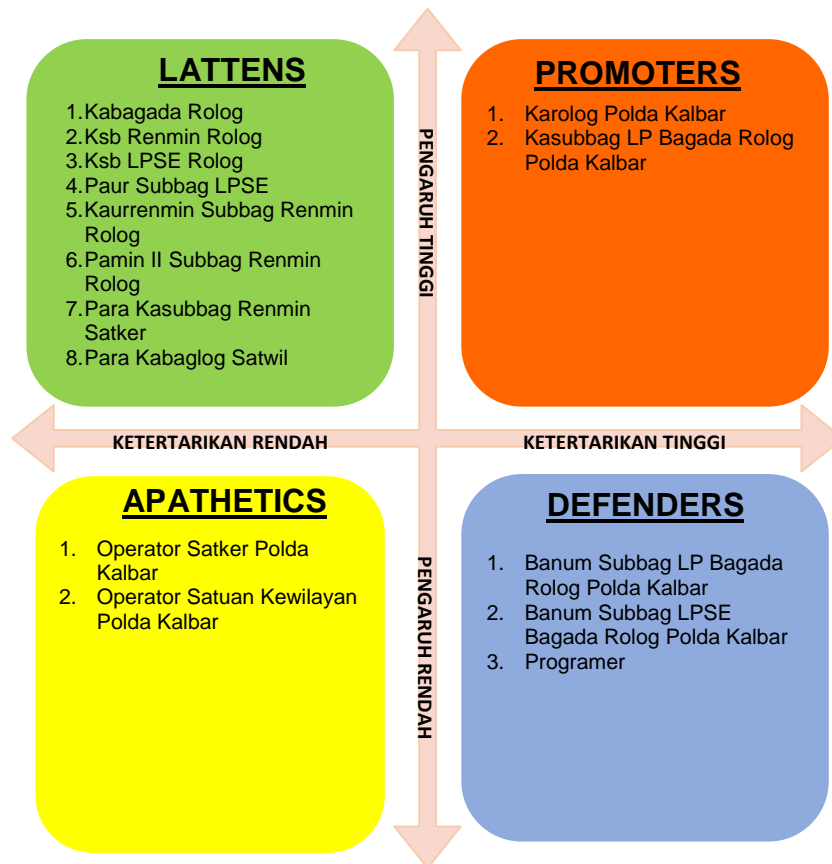 LATTENS
1.Kabagada Rolog
2.Ksb Renmin Rolog
3.Ksb LPSE Rolog
4.Paur Subbag LPSE
5.Kaurrenmin Subbag Renmin
Rolog
6.Pamin II Subbag Renmin
Rolog
7.Para Kasubbag Renmin
Satker
8.Para Kabaglog Satwil
PENGARUH TINGGI
PROMOTERS
1. Karolog Polda Kalbar
2. Kasubbag LP Bagada Rolog
Polda Kalbar
KETERTARIKAN RENDAH
KETERTARIKAN TINGGI
APATHETICS
1. Operator Satker Polda
Kalbar
2. Operator Satuan Kewilayan
Polda Kalbar
PENGARUH RENDAH
DEFENDERS
1. Banum Subbag LP Bagada
Rolog Polda Kalbar
2. Banum Subbag LPSE
Bagada Rolog Polda Kalbar
3. Programer